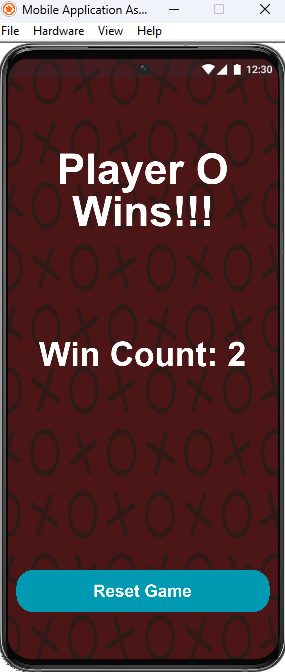 Mobile Application As...
File Hardware View Help
12:30
Player O
Wins!!!
Win Count: 2
Reset Game